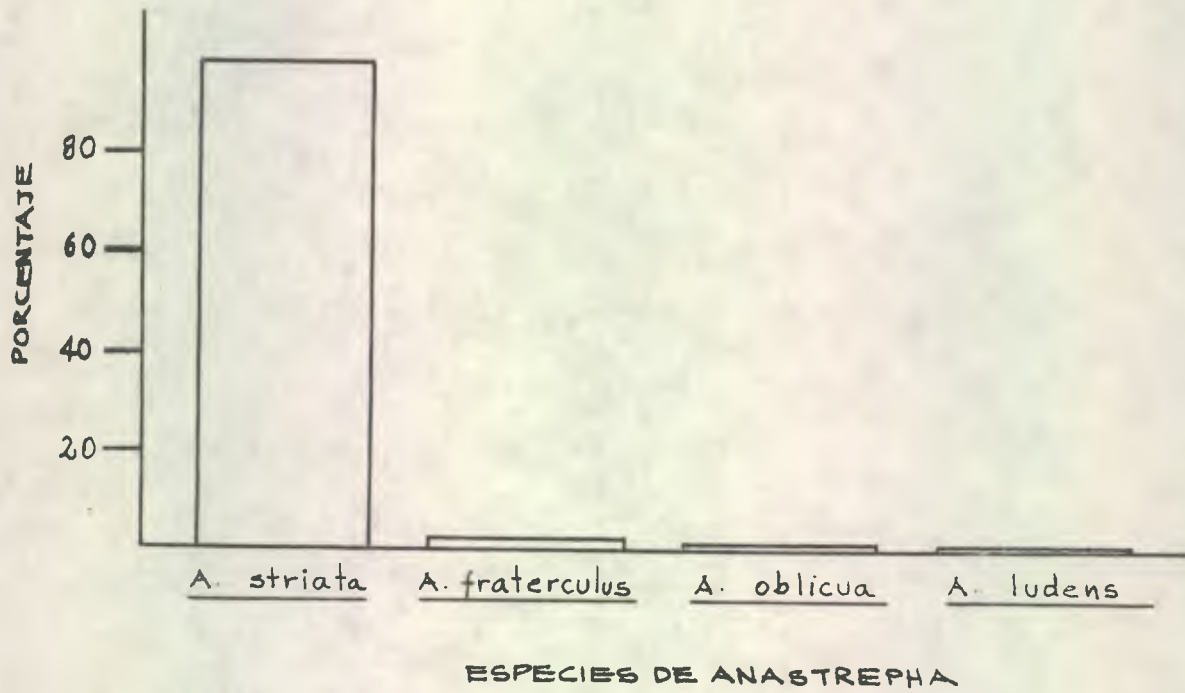 PORCENTAJE
80
60
40
20
A. striata
A. fraterculus
A. oblicua
A. ludens
ESPECIES DE ANASTREPHA